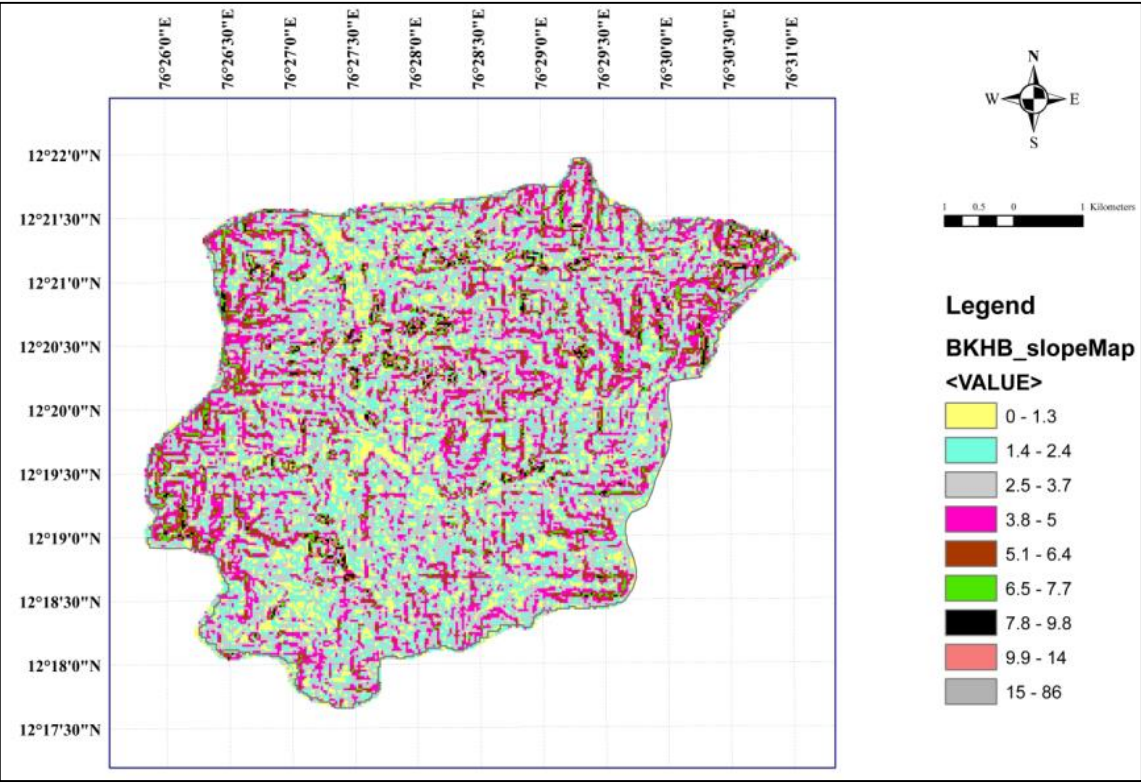 76°26'0"E
76°26'30"E
76°27'0"E
76°27'30"E
76°28'0"E
76°28'30"E
76°29'0"E
76°29'30"E
76°30'0"E
76°30'30"E
76°31'0"E
N
W E
S
12°22'0"N
12°21'30"N
12°21'0"N
12°20'30"N
12°20'0"N
12°19'30"N
12°19'0"N
12°18'30"N
12°18'0"N
12°17'30"N
1 0.5 0 1 Kilometers
Legend
BKHB_slopeMap
<VALUE>
0 - 1.3
1.4 - 2.4
2.5 - 3.7
3.8 - 5
5.1 - 6.4
6.5 - 7.7
7.8 - 9.8
9.9 - 14
15 - 86